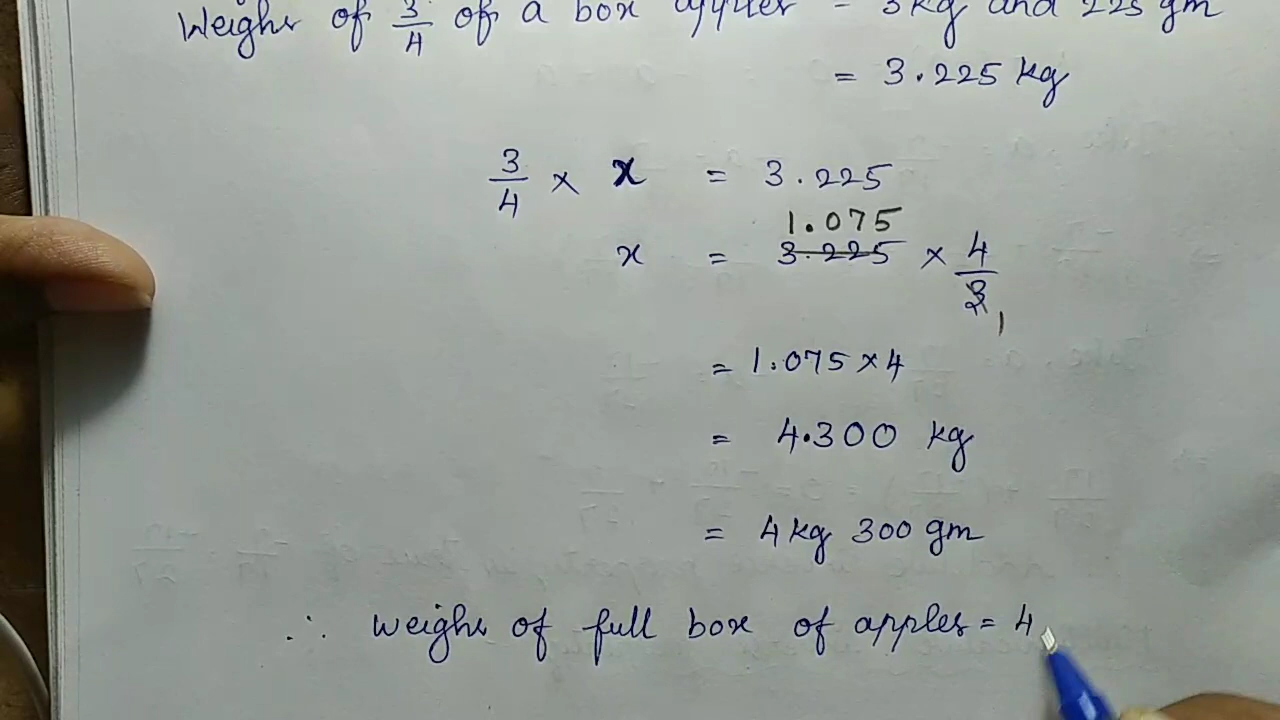 Weight of 3/4 of a box apples = 3 kg and 225 gm
= 3.225 kg
3/4 × x = 3.225
1.075
x = 3.225 × 4/3 1
= 1.075 × 4
= 4.300 kg
= 4 kg 300 gm
∴ weight of full box of apples = 4